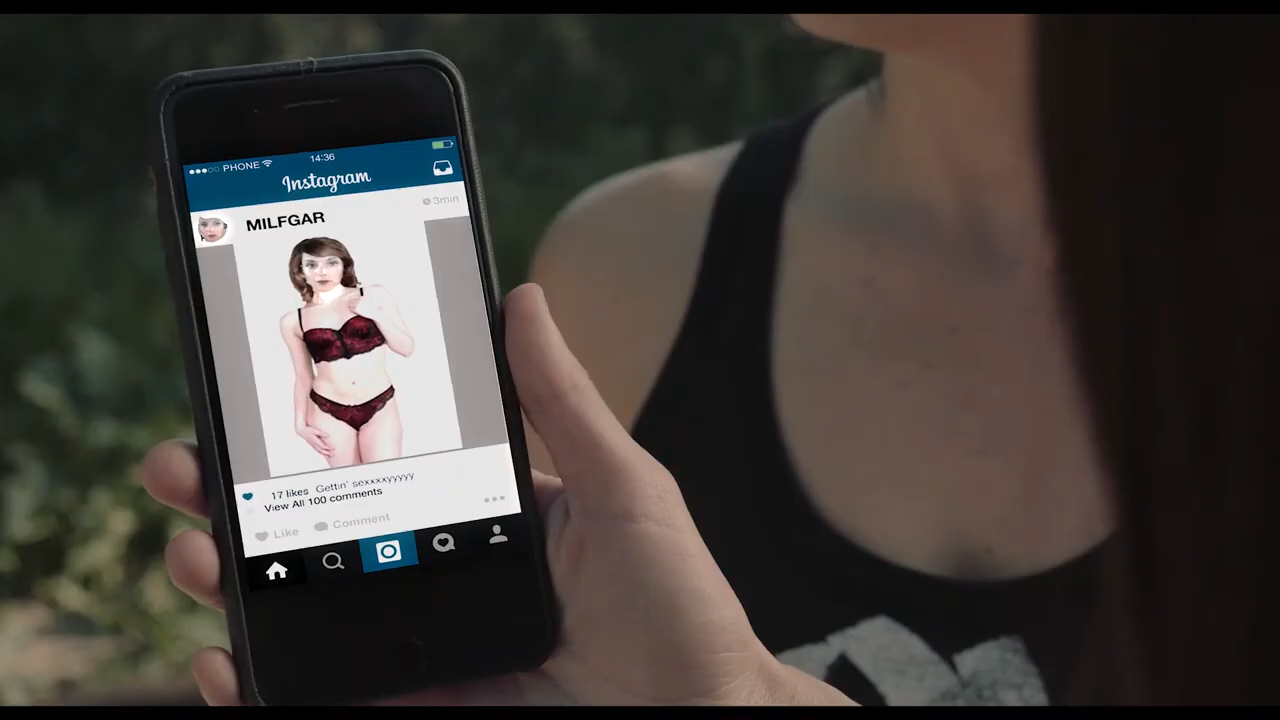 PHONE 14:36
Instagram
3min
MILFGAR
17 likes Gettin' sexxxxyyyyy
View All 100 comments
Like Comment